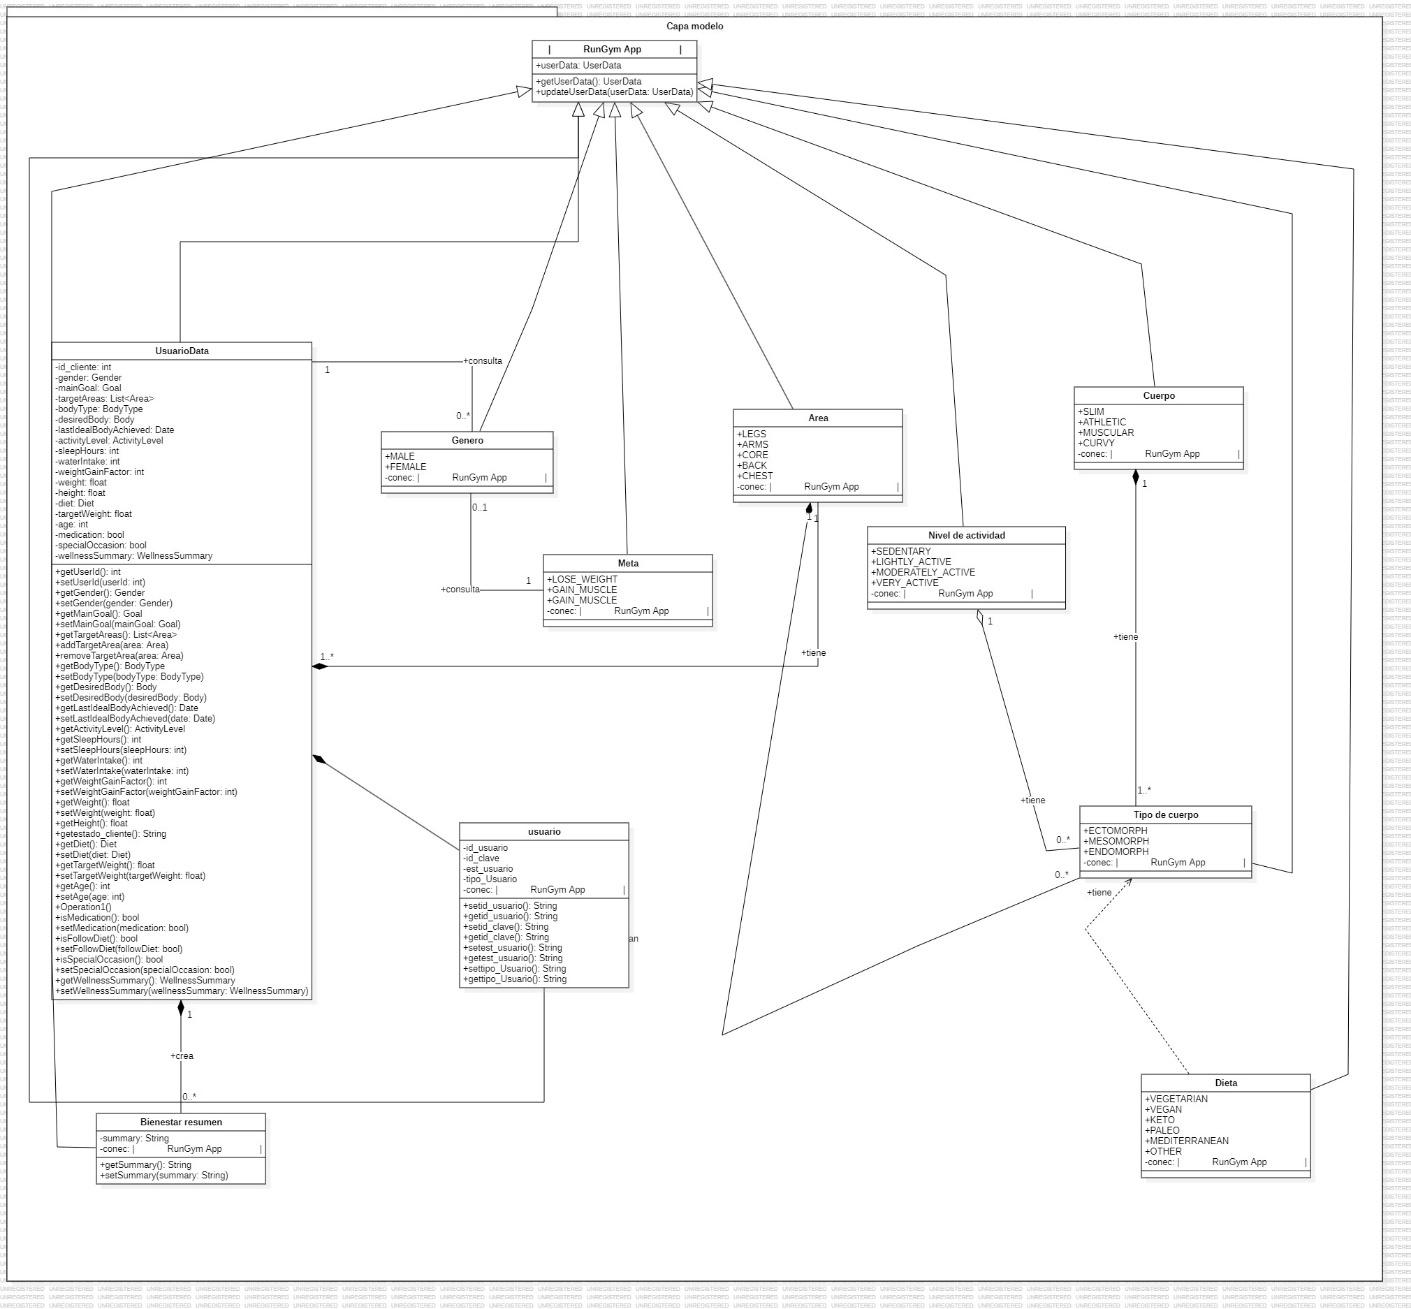 Capa modelo
| RunGym App |
+userData: UserData
+getUserData(): UserData
+updateUserData(userData: UserData)
UsuarioData
-id_cliente: int
-gender: Gender
-mainGoal: Goal
-targetAreas: List<Area>
-bodyType: BodyType
-desiredBody: Body
-lastIdealBodyAchieved: Date
-activityLevel: ActivityLevel
-sleepHours: int
-waterIntake: int
-weightGainFactor: int
-weight: float
-height: float
-diet: Diet
-targetWeight: float
-age: int
-medication: bool
-specialOccasion: bool
-wellnessSummary: WellnessSummary
+getUserId(): int
+setUserId(userId: int)
+getGender(): Gender
+setGender(gender: Gender)
+getMainGoal(): Goal
+setMainGoal(mainGoal: Goal)
+getTargetAreas(): List<Area>
+addTargetArea(area: Area)
+removeTargetArea(area: Area)
+getBodyType(): BodyType
+setBodyType(bodyType: BodyType)
+getDesiredBody(): Body
+setDesiredBody(desiredBody: Body)
+getLastIdealBodyAchieved(): Date
+setLastIdealBodyAchieved(date: Date)
+getActivityLevel(): ActivityLevel
+getSleepHours(): int
+setSleepHours(sleepHours: int)
+getWaterIntake(): int
+setWaterIntake(waterIntake: int)
+getWeightGainFactor(): int
+setWeightGainFactor(weightGainFactor: int)
+getWeight(): float
+setWeight(weight: float)
+getHeight(): float
+getestado_cliente(): String
+getDiet(): Diet
+setDiet(diet: Diet)
+getTargetWeight(): float
+setTargetWeight(targetWeight: float)
+getAge(): int
+setAge(age: int)
+Operation1()
+isMedication(): bool
+setMedication(medication: bool)
+isFollowDiet(): bool
+setFollowDiet(followDiet: bool)
+isSpecialOccasion(): bool
+setSpecialOccasion(specialOccasion: bool)
+getWellnessSummary(): WellnessSummary
+setWellnessSummary(wellnessSummary: WellnessSummary)
1
+consulta
0..*
Genero
+MALE
+FEMALE
-conec: | RunGym App |
0..1
+consulta
1
Meta
+LOSE_WEIGHT
+GAIN_MUSCLE
+GAIN_MUSCLE
-conec: | RunGym App |
Area
+LEGS
+ARMS
+CORE
+BACK
+CHEST
-conec: | RunGym App |
1
1
+tiene
1..*
Cuerpo
+SLIM
+ATHLETIC
+MUSCULAR
+CURVY
-conec: | RunGym App |
1
+tiene
1..*
Nivel de actividad
+SEDENTARY
+LIGHTLY_ACTIVE
+MODERATELY_ACTIVE
+VERY_ACTIVE
-conec: | RunGym App |
1
+tiene
0..*
Tipo de cuerpo
+ECTOMORPH
+MESOMORPH
+ENDOMORPH
-conec: | RunGym App |
0..*
+tiene
usuario
-id_usuario
-id_clave
-est_usuario
-tipo_Usuario
-conec: | RunGym App |
+setid_usuario(): String
+getid_usuario(): String
+setid_clave(): String
+getid_clave(): String
+setest_usuario(): String
+getest_usuario(): String
+settipo_Usuario(): String
+gettipo_Usuario(): String
an
1
+crea
0..*
Bienestar resumen
-summary: String
-conec: | RunGym App |
+getSummary(): String
+setSummary(summary: String)
Dieta
+VEGETARIAN
+VEGAN
+KETO
+PALEO
+MEDITERRANEAN
+OTHER
-conec: | RunGym App |